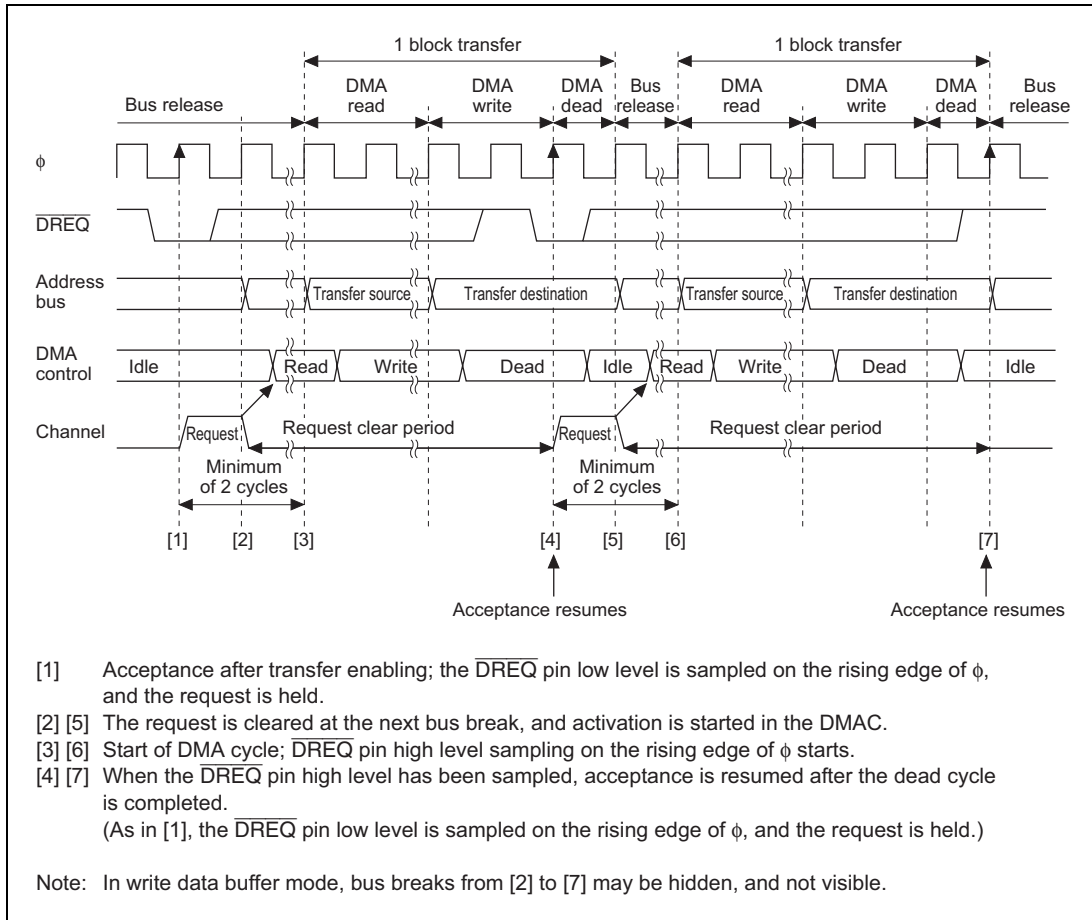 1 block transfer 1 block transfer
DMA read DMA write DMA dead Bus release DMA read DMA write DMA dead Bus release
Bus release
ϕ
DREQ
Address bus Transfer source Transfer destination Transfer source Transfer destination
DMA control Idle Read Write Dead Idle Read Write Dead Idle
Channel Request Request clear period Request Request clear period
Minimum of 2 cycles Minimum of 2 cycles
[1] [2] [3] [4] [5] [6] [7]
Acceptance resumes Acceptance resumes
[1] Acceptance after transfer enabling; the DREQ pin low level is sampled on the rising edge of ϕ,
and the request is held.
[2] [5] The request is cleared at the next bus break, and activation is started in the DMAC.
[3] [6] Start of DMA cycle; DREQ pin high level sampling on the rising edge of ϕ starts.
[4] [7] When the DREQ pin high level has been sampled, acceptance is resumed after the dead cycle
is completed.
(As in [1], the DREQ pin low level is sampled on the rising edge of ϕ, and the request is held.)
Note: In write data buffer mode, bus breaks from [2] to [7] may be hidden, and not visible.